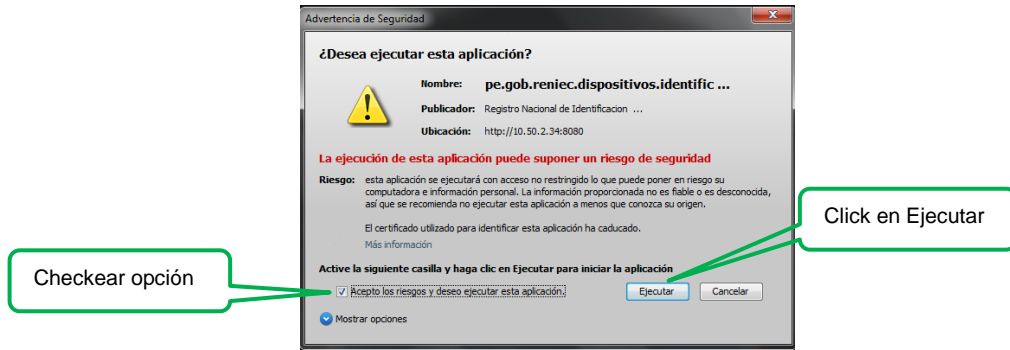 Advertencia de Seguridad
¿Desea ejecutar esta aplicación?
Nombre: pe.gob.reniec.dispositivos.identific ...
Publicador: Registro Nacional de Identificacion ...
Ubicación: http://10.50.2.34:8080
La ejecución de esta aplicación puede suponer un riesgo de seguridad
Riesgo: esta aplicación se ejecutará con acceso no restringido lo que puede poner en riesgo su
computadora e información personal. La información proporcionada no es fiable o es desconocida,
así que se recomienda no ejecutar esta aplicación a menos que conozca su origen.
Click en Ejecutar
El certificado utilizado para identificar esta aplicación ha caducado.
Más información
Checkear opción
Active la siguiente casilla y haga clic en Ejecutar para iniciar la aplicación
Acepto los riesgos y deseo ejecutar esta aplicación.
Ejecutar
Cancelar
Mostrar opciones